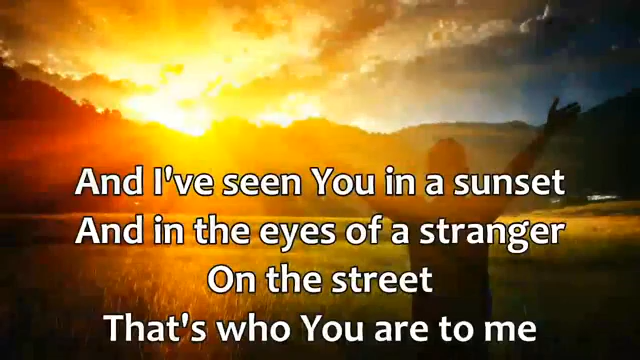 And I've seen You in a sunset
And in the eyes of a stranger
On the street
That's who You are to me